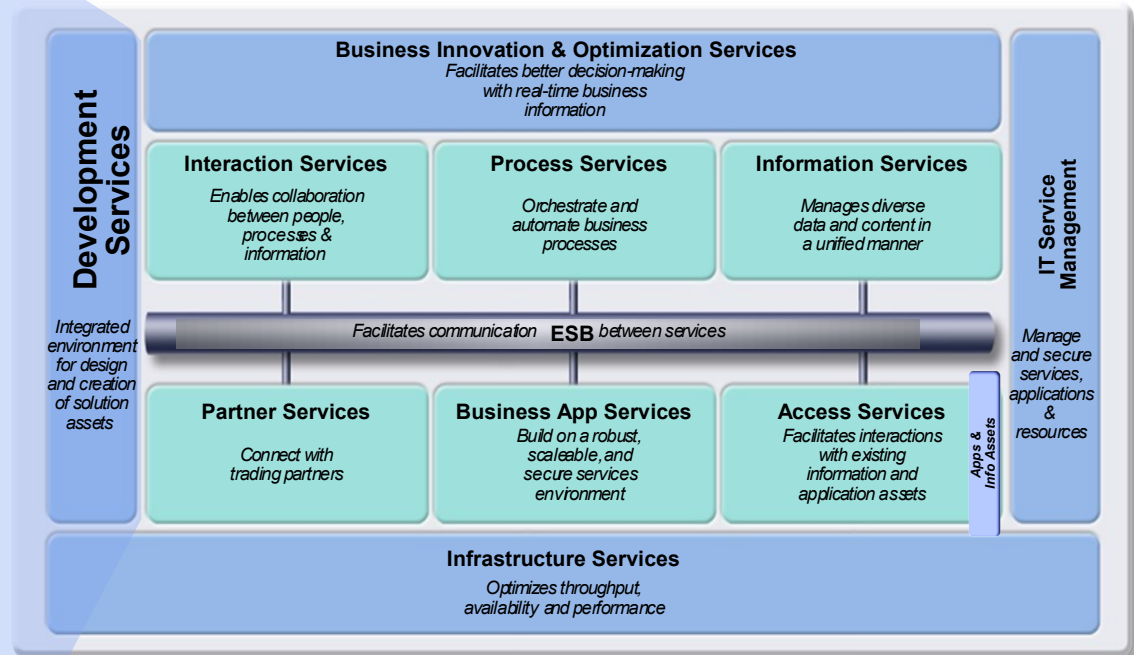 Business Innovation & Optimization Services
Facilitates better decision-making
with real-time business
information
Development
Services
Integrated
environment
for design
and creation
of solution
assets
Interaction Services
Enables collaboration
between people,
processes &
information
Process Services
Orchestrate and
automate business
processes
Information Services
Manages diverse
data and content in
a unified manner
IT Service
Management
Manage
and secure
services,
applications
&
resources
Facilitates communication ESB between services
Partner Services
Connect with
trading partners
Business App Services
Build on a robust,
scaleable, and
secure services
environment
Access Services
Facilitates interactions
with existing
information and
application assets
Apps &
Info Assets
Infrastructure Services
Optimizes throughput,
availability and performance